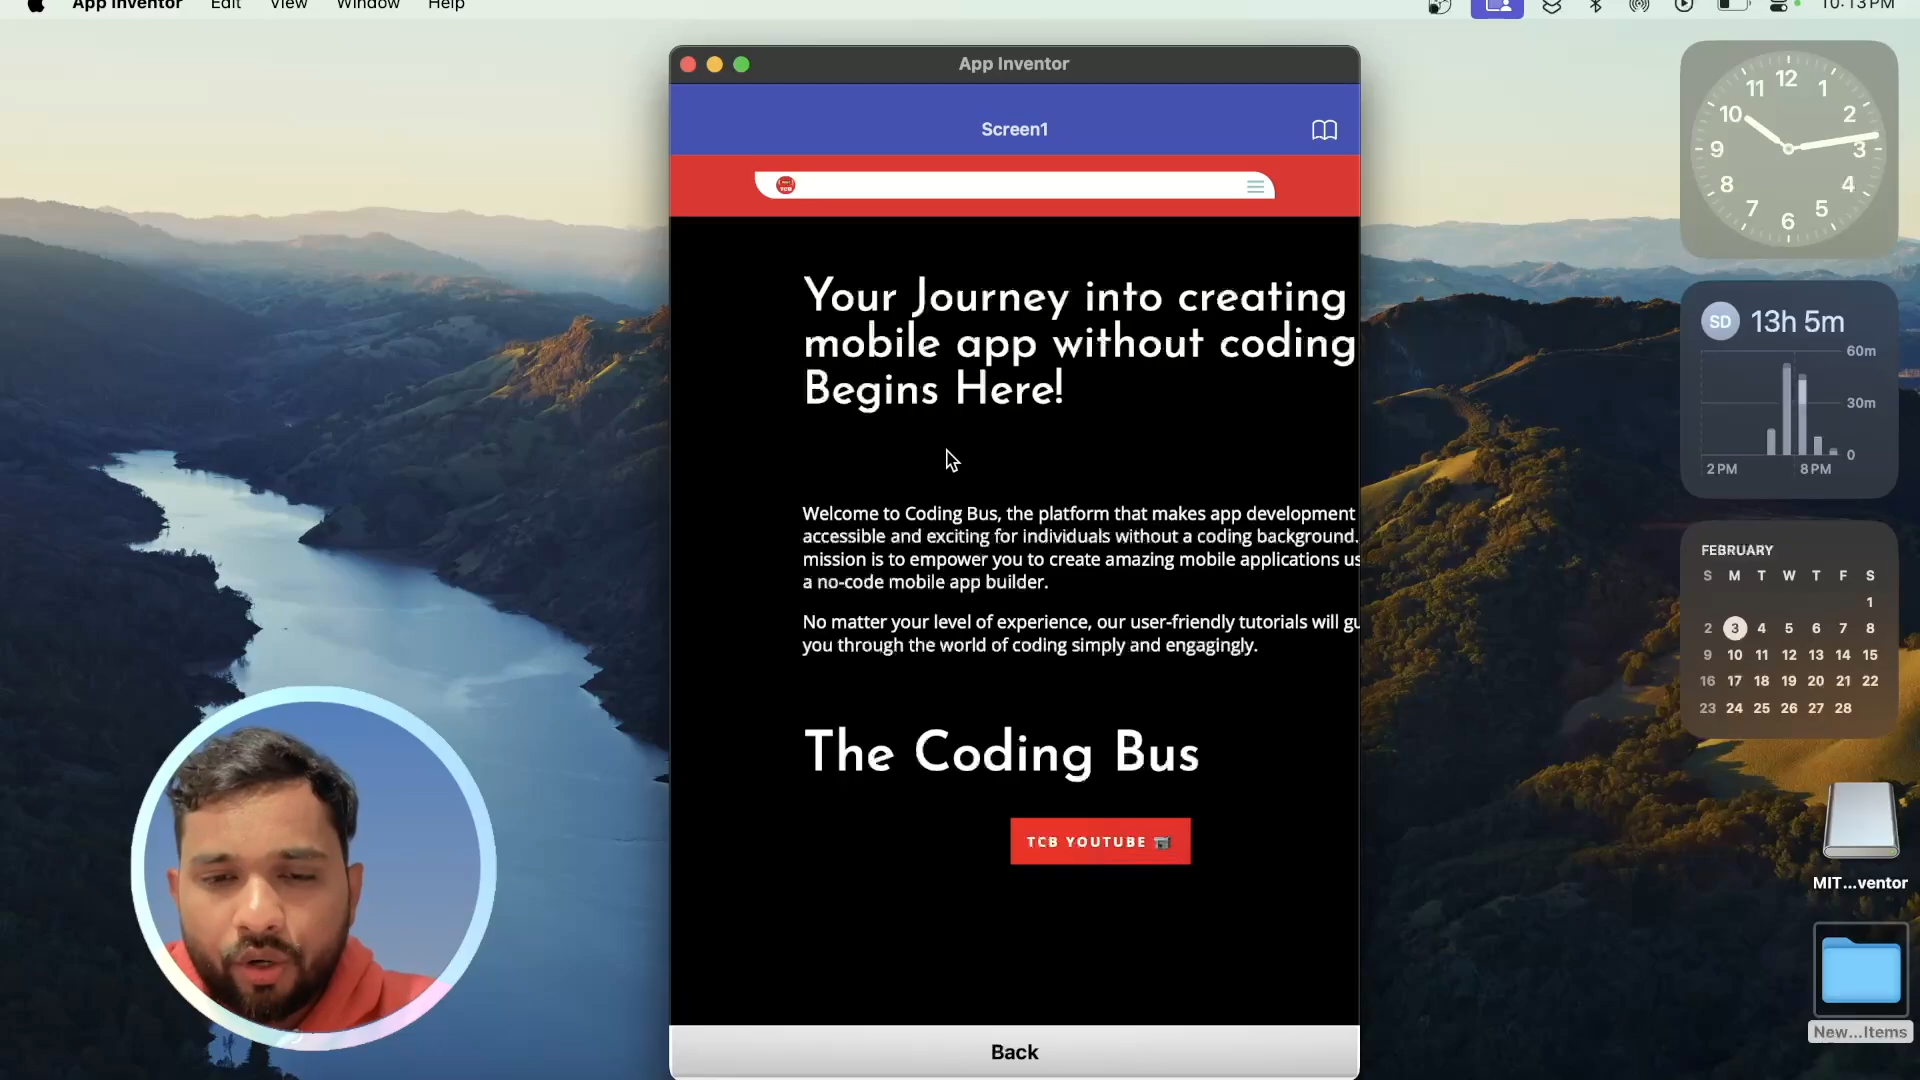 App Inventor Edit View Window Help
10:13 PM
App Inventor
Screen1
TCB
Your Journey into creating
mobile app without coding
Begins Here!
Welcome to Coding Bus, the platform that makes app development
accessible and exciting for individuals without a coding background.
mission is to empower you to create amazing mobile applications us
a no-code mobile app builder.
No matter your level of experience, our user-friendly tutorials will gu
you through the world of coding simply and engagingly.
The Coding Bus
TCB YOUTUBE
Back
12
1
2
3
4
5
6
7
8
9
10
11
SD 13h 5m
60m
30m
0
2 PM 8 PM
FEBRUARY
S M T W T F S
1
2 3 4 5 6 7 8
9 10 11 12 13 14 15
16 17 18 19 20 21 22
23 24 25 26 27 28
MIT...ventor
New...Items